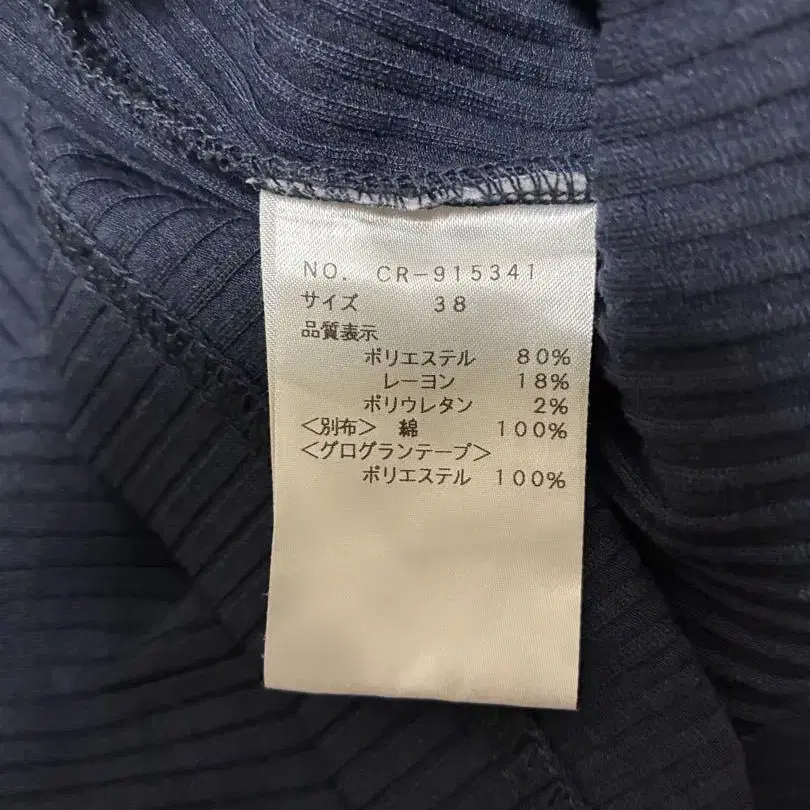 NO. CR-915341
サイズ 38
品質表示
ポリエステル 80%
レーヨン 18%
ポリウレタン 2%
<別布> 綿 100%
<グログランテープ>
ポリエステル 100%